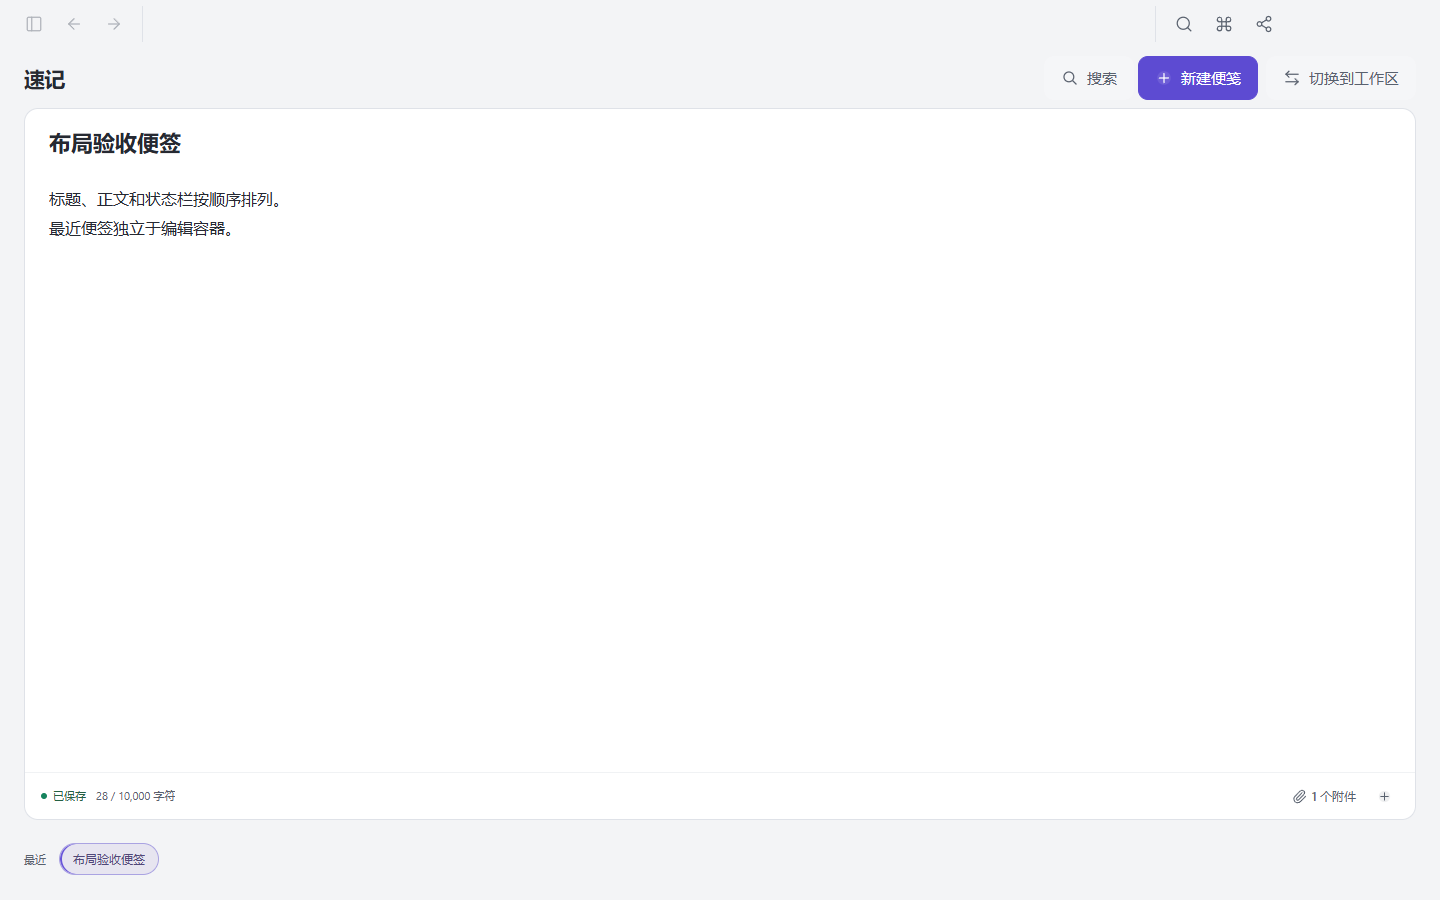 速记
搜索
新建便笺
切换到工作区
布局验收便签
标题、正文和状态栏按顺序排列。
最近便签独立于编辑容器。
已保存 28 / 10,000 字符
1 个附件
最近
布局验收便签